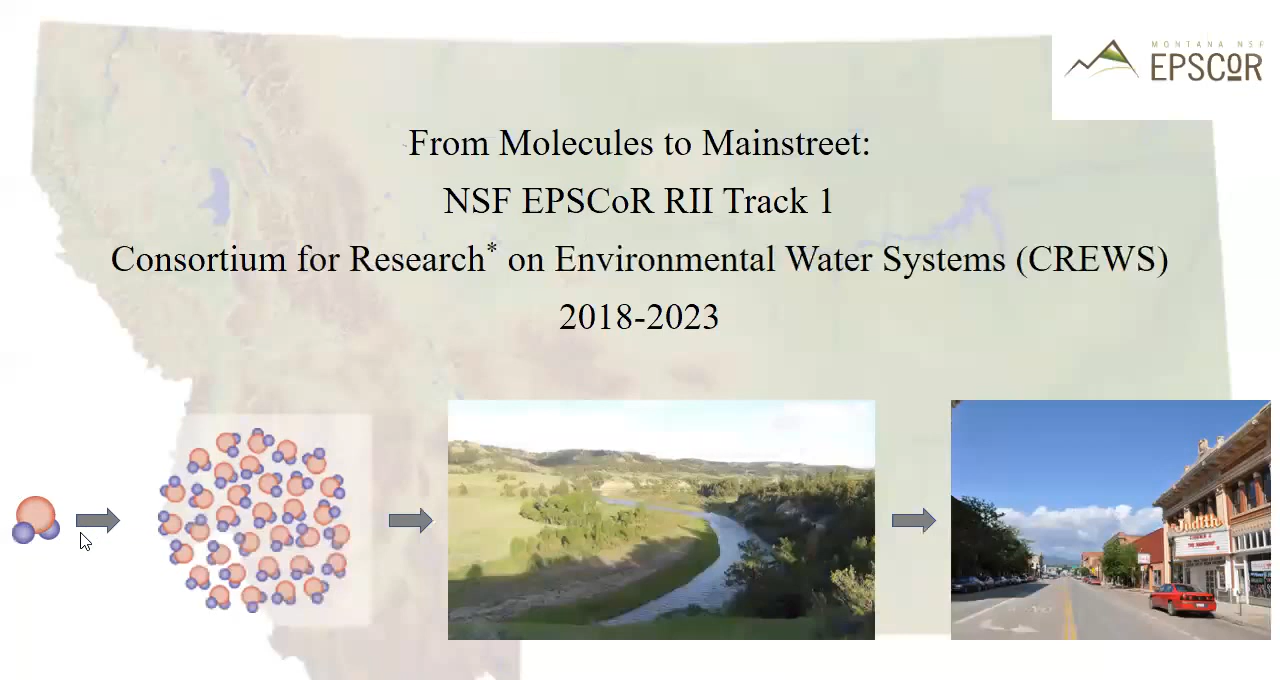 MONTANA NSF
EPSCoR
From Molecules to Mainstreet:
NSF EPSCoR RII Track 1
Consortium for Research* on Environmental Water Systems (CREWS)
2018-2023
Judith